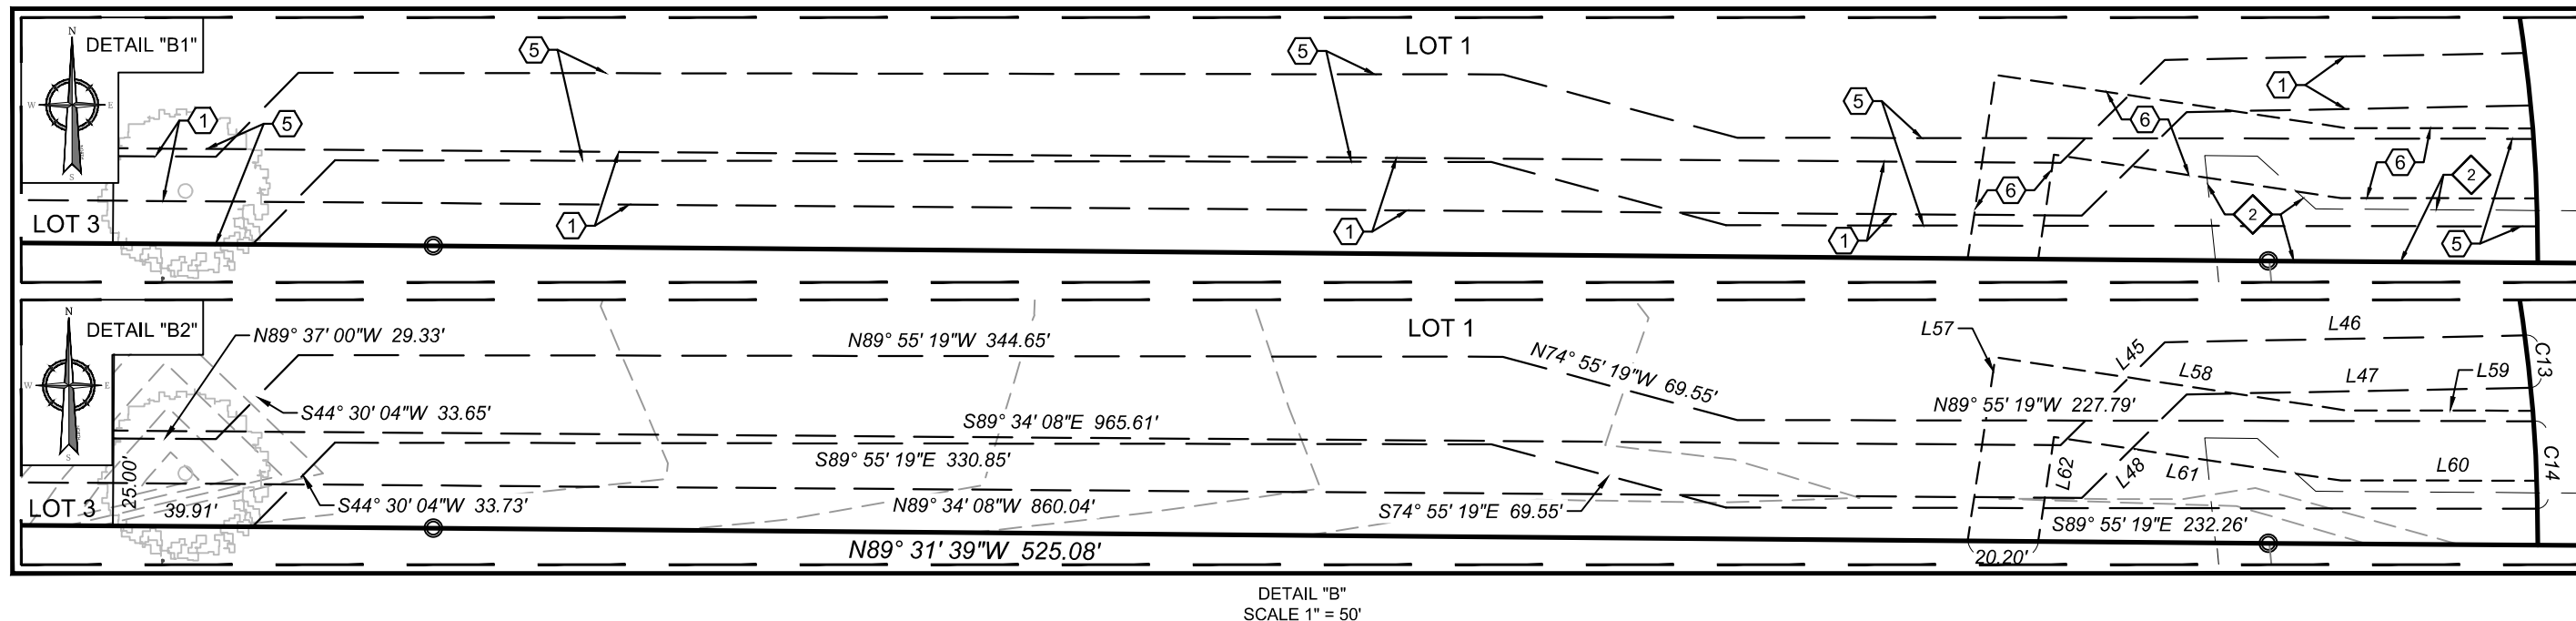 DETAIL "B1"
N
W
E
S
LOT 1
LOT 3
1
5
5
5
5
1
6
6
6
2
2
1
1
1
5
DETAIL "B2"
N
W
E
S
LOT 1
LOT 3
N89° 37' 00"W 29.33'
S44° 30' 04"W 33.65'
N89° 55' 19"W 344.65'
N74° 55' 19"W 69.55'
S89° 34' 08"E 965.61'
S89° 55' 19"E 330.85'
S44° 30' 04"W 33.73'
N89° 34' 08"W 860.04'
S74° 55' 19"E 69.55'
25.00'
39.91'
N89° 31' 39"W 525.08'
L57
L46
L45
L58
L47
L59
C13
N89° 55' 19"W 227.79'
L62
L48
L61
L60
C14
S89° 55' 19"E 232.26'
20.20'
DETAIL "B"
SCALE 1" = 50'